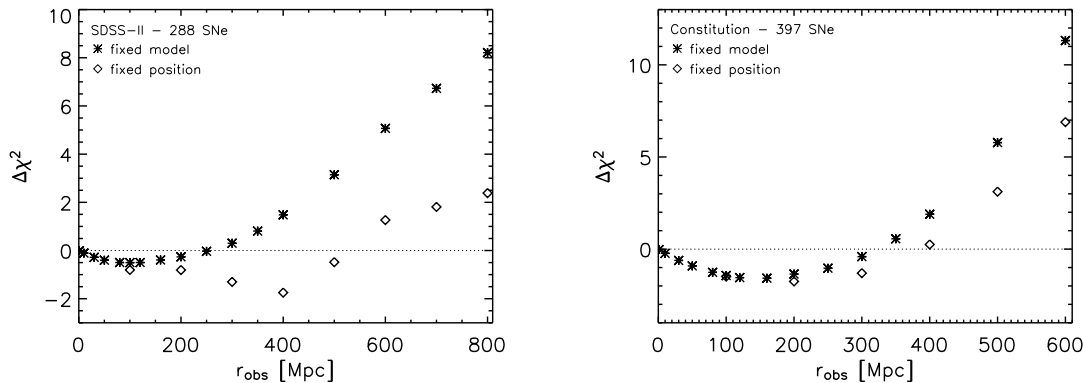 SDSS-II - 288 SNe
fixed model
fixed position
10
8
6
4
2
0
-2
Δχ²
0 200 400 600 800
r_obs [Mpc]
Constitution - 397 SNe
fixed model
fixed position
10
5
0
Δχ²
0 100 200 300 400 500 600
r_obs [Mpc]